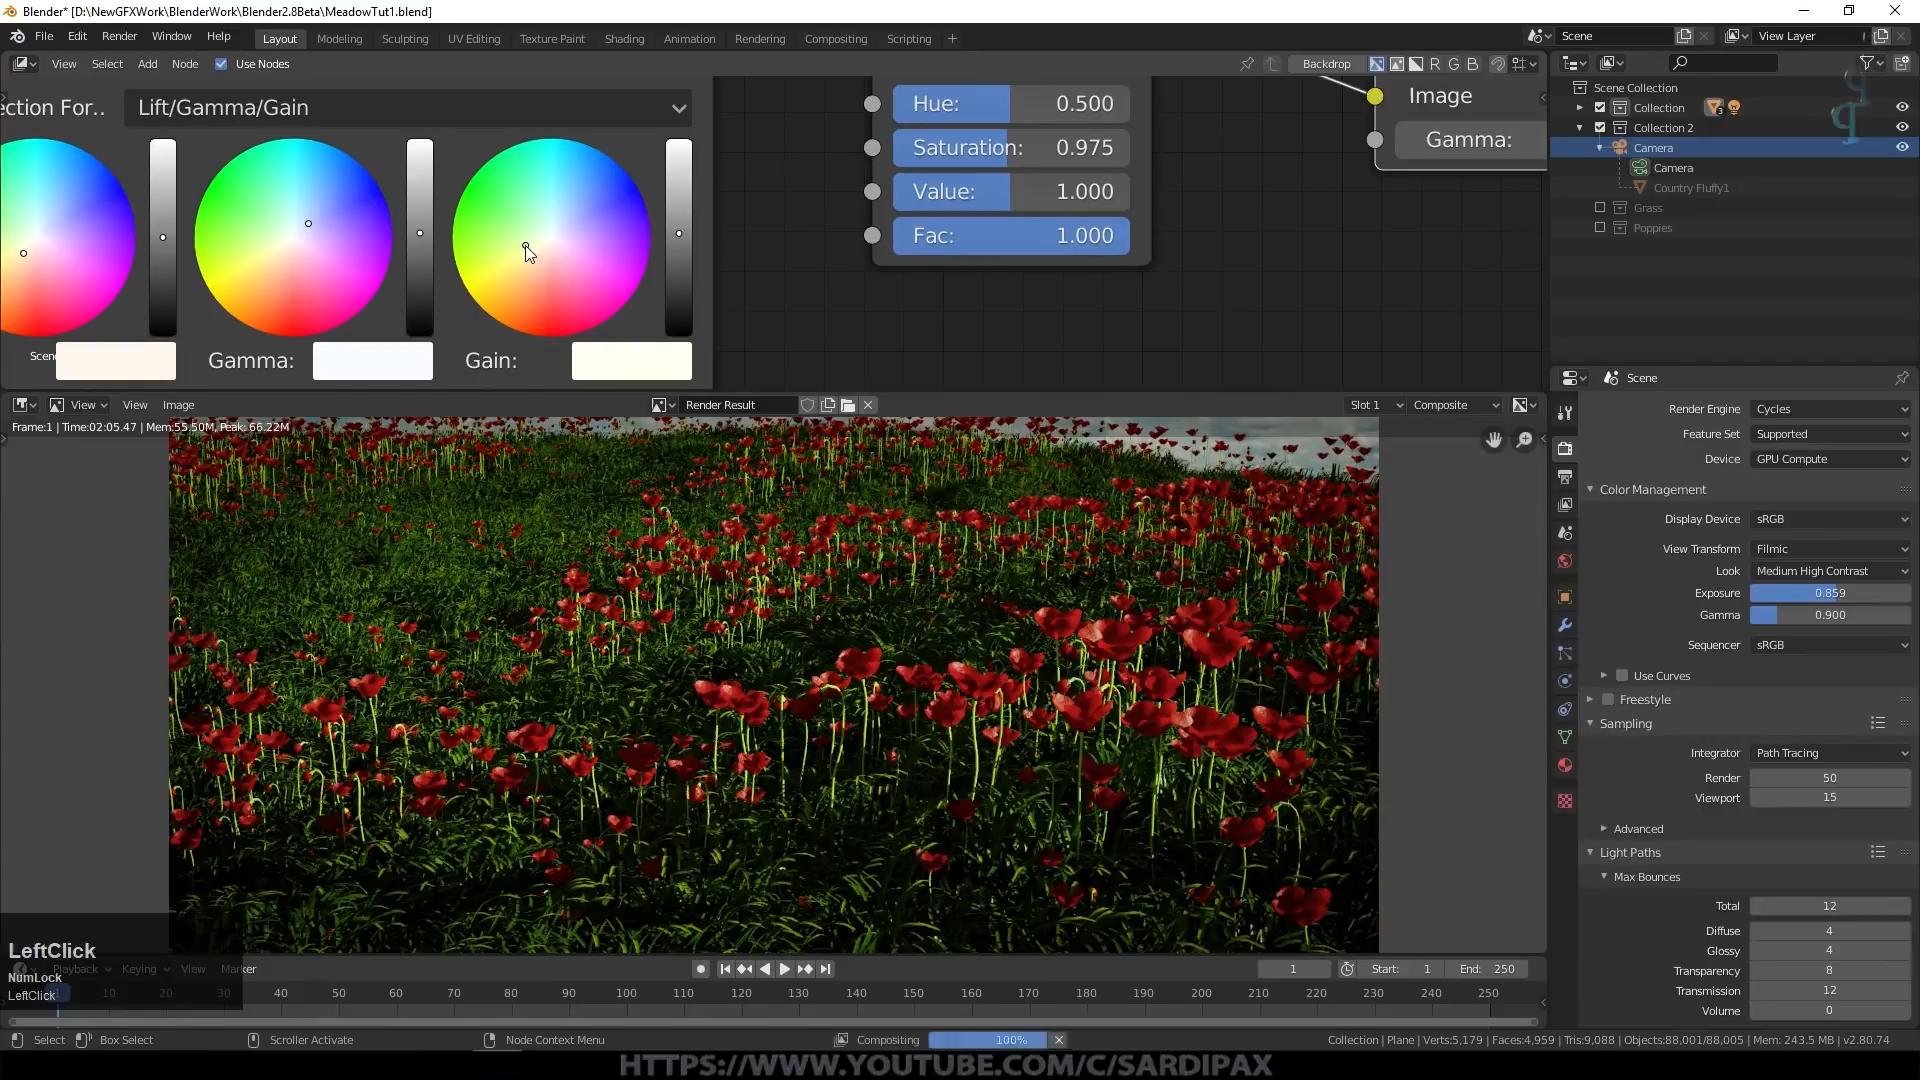 Blender* [D:\NewGFXWork\BlenderWork\Blender2.8Beta\MeadowTut1.blend]
File Edit Render Window Help Layout Modeling Sculpting UV Editing Texture Paint Shading Animation Rendering Compositing Scripting + Scene View Layer
View Select Add Node Use Nodes Backdrop R G B
Scene Collection
ction For.. Lift/Gamma/Gain
Hue: 0.500
Image
Collection
Collection 2
Saturation: 0.975
Gamma:
Camera
Camera
Value: 1.000
Country Fluffy1
Grass
Fac: 1.000
Poppies
Scene
Gamma:
Gain:
Scene
View View Image Render Result Slot 1 Composite
Render Engine Cycles
Frame:1 | Time:02:05.47 | Mem:55.50M, Peak: 66.22M
Feature Set Supported
Device GPU Compute
Color Management
Display Device sRGB
View Transform Filmic
Look Medium High Contrast
Exposure 0.859
Gamma 0.900
Sequencer sRGB
Use Curves
Freestyle
Sampling
Integrator Path Tracing
Render 50
Viewport 15
Advanced
Light Paths
Max Bounces
Total 12
Diffuse 4
Glossy 4
Transparency 8
Transmission 12
Volume 0
LeftClick
NumLock
LeftClick
Playback Keying View Marker 1 Start: 1 End: 250
1 10 20 30 40 50 60 70 80 90 100 110 120 130 140 150 160 170 180 190 200 210 220 230 240 250
Select Box Select Scroller Activate Node Context Menu Compositing 100% Collection | Plane | Verts:5,179 | Faces:4,959 | Tris:9,088 | Objects:88,001/88,005 | Mem: 243.5 MB | v2.80.74
HTTPS://WWW.YOUTUBE.COM/C/SARDIPAX